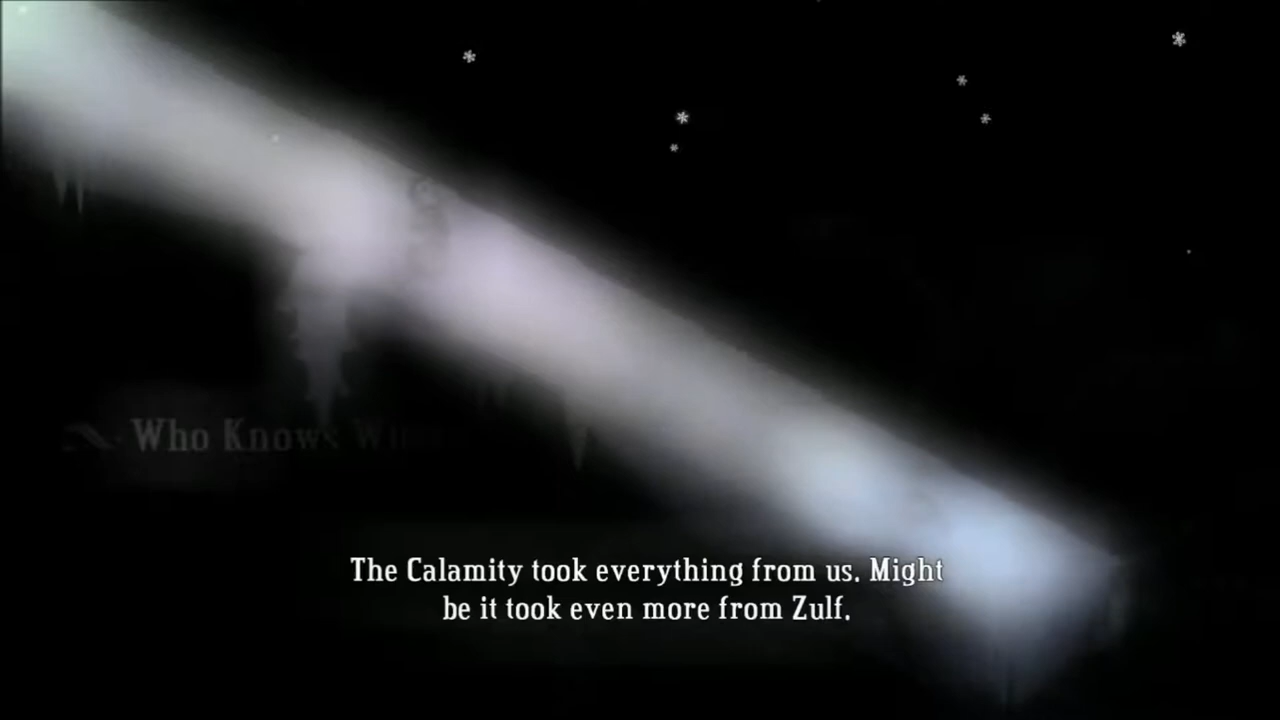 Who Knows
The Calamity took everything from us. Might
be it took even more from Zulf.